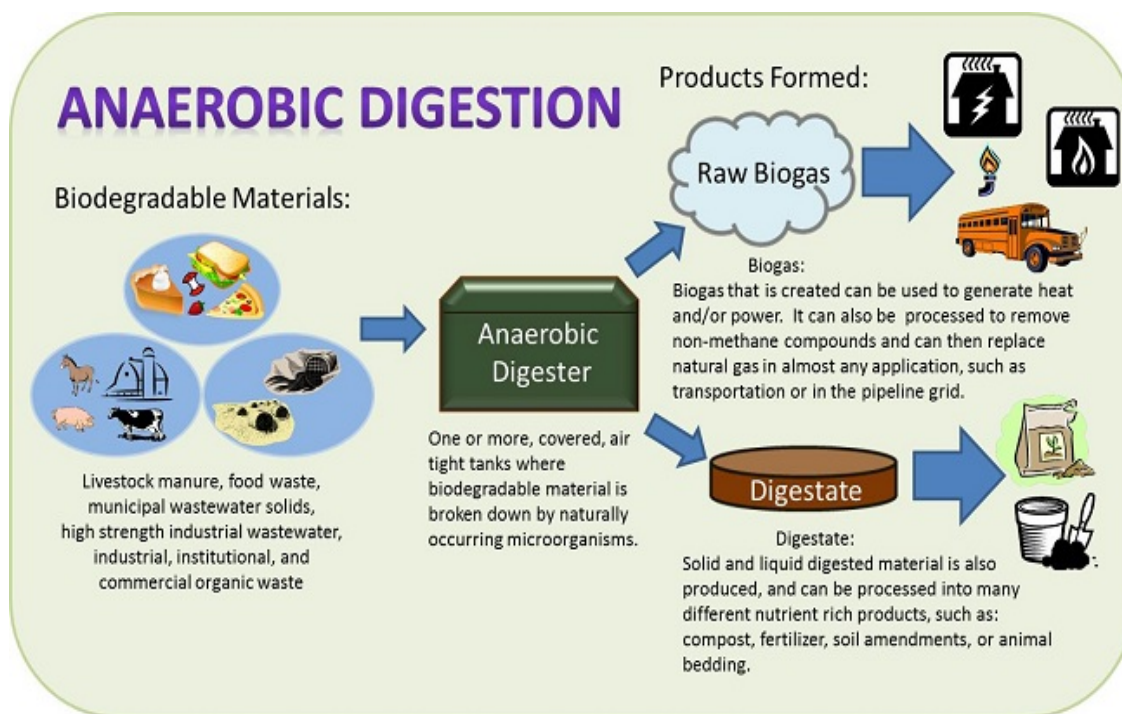 ANAEROBIC DIGESTION
Biodegradable Materials:
Livestock manure, food waste,
municipal wastewater solids,
high strength industrial wastewater,
industrial, institutional, and
commercial organic waste
Anaerobic
Digester
One or more, covered, air
tight tanks where
biodegradable material is
broken down by naturally
occurring microorganisms.
Products Formed:
Raw Biogas
Biogas:
Biogas that is created can be used to generate heat
and/or power. It can also be processed to remove
non-methane compounds and can then replace
natural gas in almost any application, such as
transportation or in the pipeline grid.
Digestate
Digestate:
Solid and liquid digested material is also
produced, and can be processed into many
different nutrient rich products, such as:
compost, fertilizer, soil amendments, or animal
bedding.